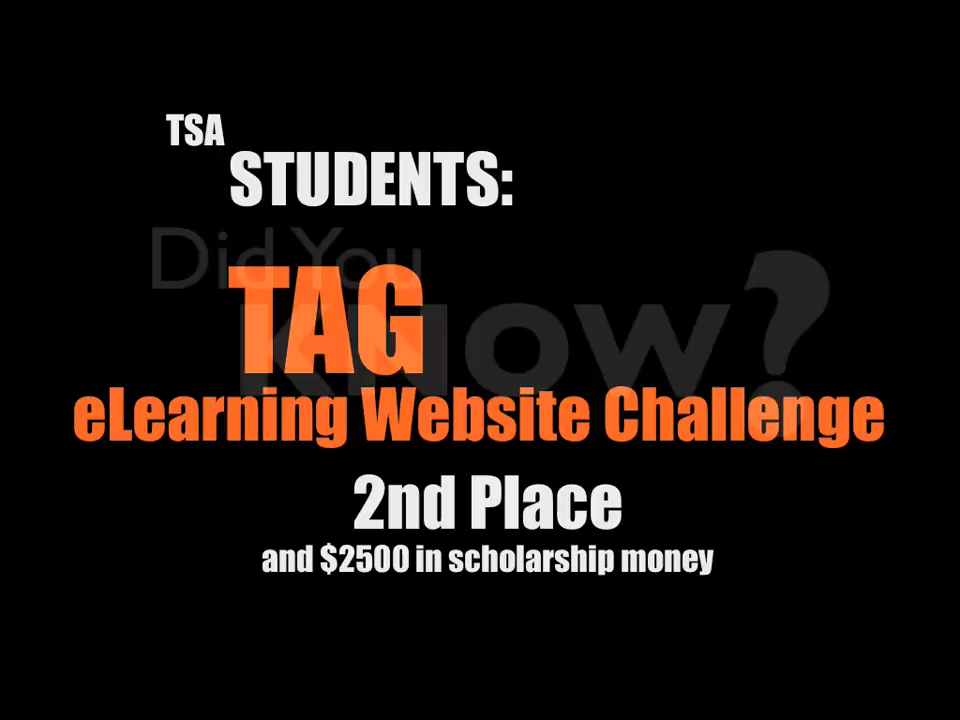 TSA
STUDENTS:
Did You
Know?
TAG
eLearning Website Challenge
2nd Place
and $2500 in scholarship money